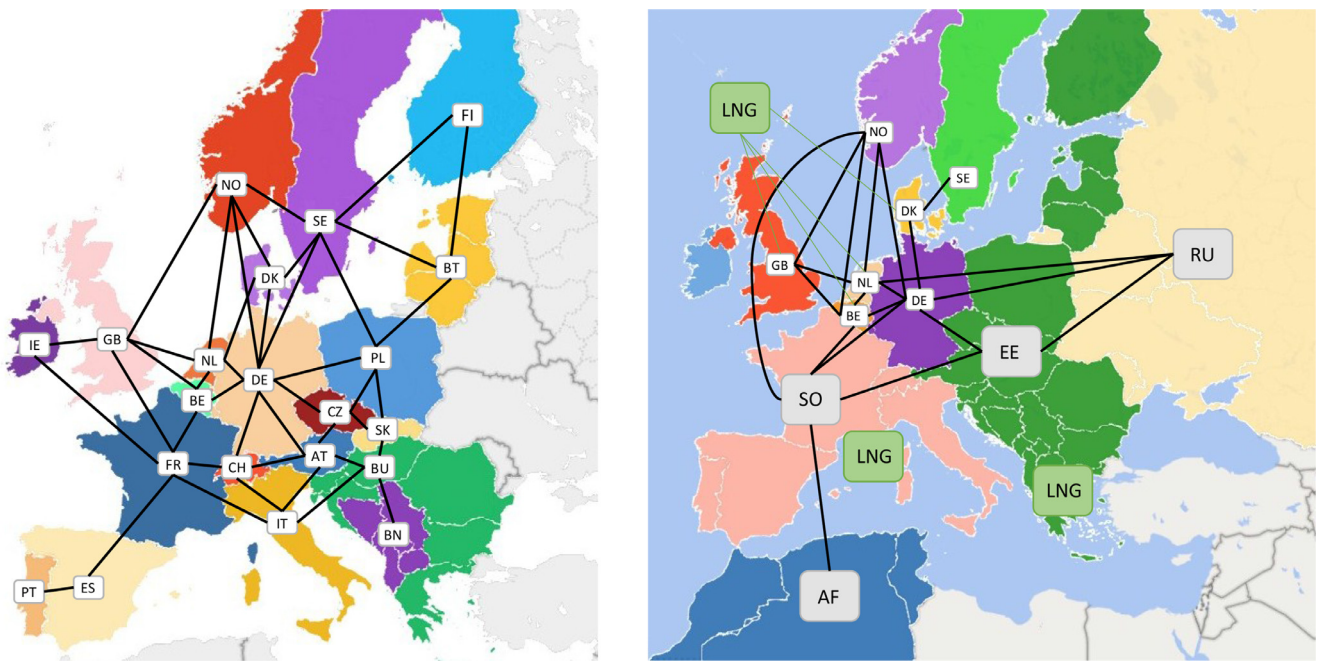 FI
NO
SE
BT
DK
IE
GB
NL
PL
DE
BE
CZ
SK
FR
CH
AT
BU
IT
BN
PT
ES
LNG
NO
SE
DK
RU
GB
NL
DE
BE
EE
SO
LNG
LNG
AF